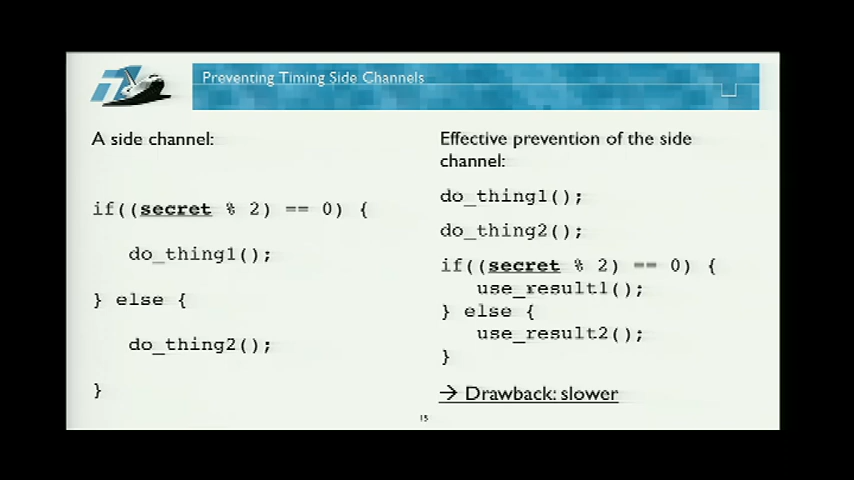 Preventing Timing Side Channels
A side channel:
if((secret % 2) == 0) {
do_thing1();
} else {
do_thing2();
}
Effective prevention of the side
channel:
do_thing1();
do_thing2();
if((secret % 2) == 0) {
use_result1();
} else {
use_result2();
}
→ Drawback: slower
15